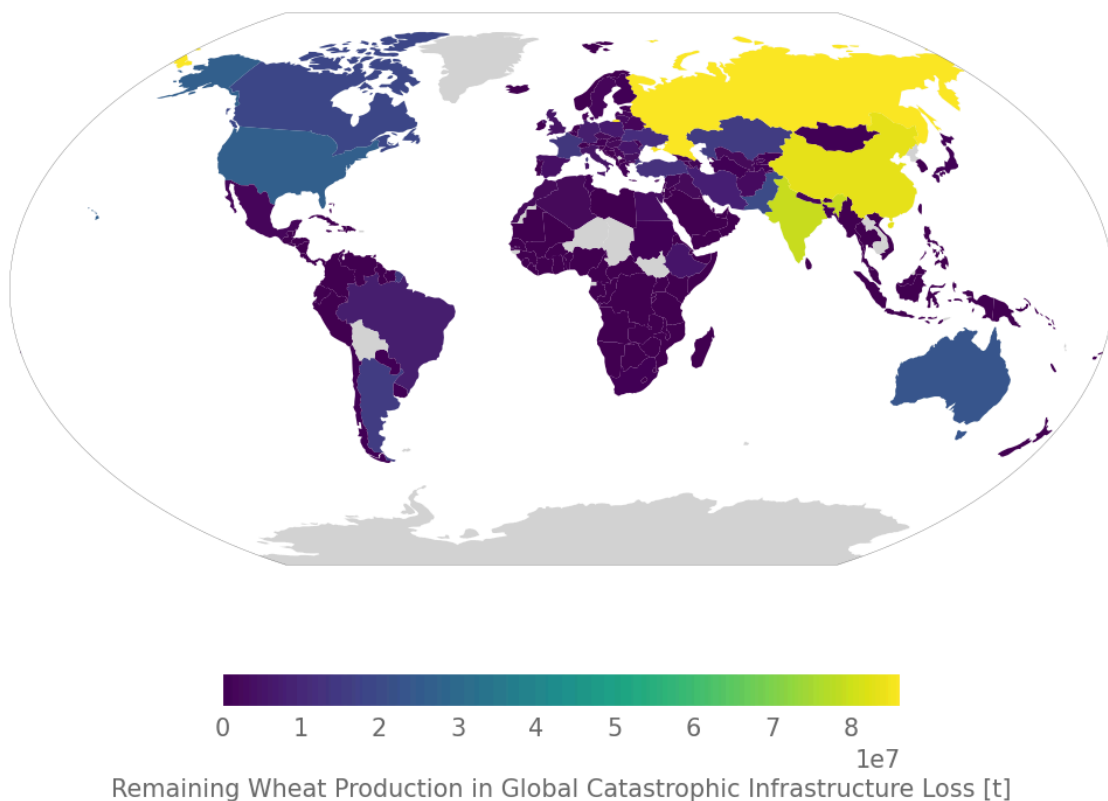 0 1 2 3 4 5 6 7 8
1e7
Remaining Wheat Production in Global Catastrophic Infrastructure Loss [t]